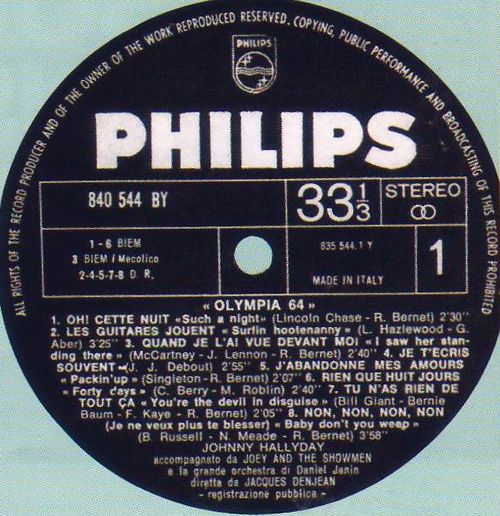 ALL RIGHTS OF THE RECORD PRODUCER AND OF THE OWNER OF THE WORK REPRODUCED RESERVED. COPYING, PUBLIC PERFORMANCE AND BROADCASTING OF THIS RECORD PROHIBITED
PHILIPS
PHILIPS
840 544 BY
33 1/3
STEREO
1 - 6 BIEM
3 BIEM / Mecolico
2-4-5-7-8 D. R.
835 544.1 Y
MADE IN ITALY
1
« OLYMPIA 64 »
1. OH! CETTE NUIT «Such a night» (Lincoln Chase - R. Bernet) 2'30''
2. LES GUITARES JOUENT «Surfin hootenanny» (L. Hazlewood - G.
Aber) 3'25'' 3. QUAND JE L'AI VUE DEVANT MOI «I saw her stan-
ding there» (McCartney - J. Lennon - R. Bernet) 2'40'' 4. JE T'ECRIS
SOUVENT (J. J. Debout) 2'55'' 5. J'ABANDONNE MES AMOURS
«Packin'up» (Singleton - R. Bernet) 2'07'' 6. RIEN QUE HUIT JOURS
«Forty days» (C. Berry - M. Roblin) 2'40'' 7. TU N'AS RIEN DE
TOUT ÇA «You're the devil in disguise» (Bill Giant - Bernie
Baum - F. Kaye - R. Bernet) 2'05'' 8. NON, NON, NON, NON
(Je ne veux plus te blesser) «Baby don't you weep»
(B. Russell - N. Meade - R. Bernet) 3'58''
JOHNNY HALLYDAY
accompagnato da JOEY AND THE SHOWMEN
e la grande orchestra di Daniel Janin
diretta da JACQUES DENJEAN
- registrazione pubblica -